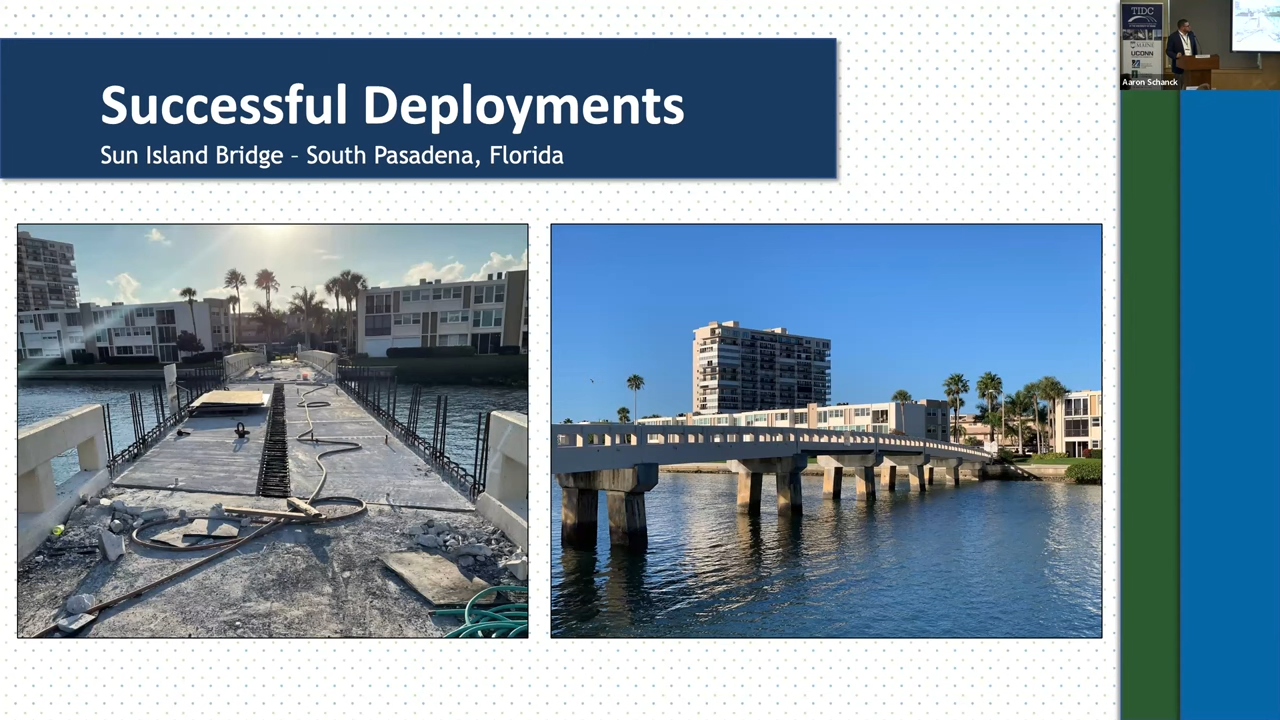 Successful Deployments
Sun Island Bridge – South Pasadena, Florida
TIDC
MAINE
UCONN
Aaron Schanck